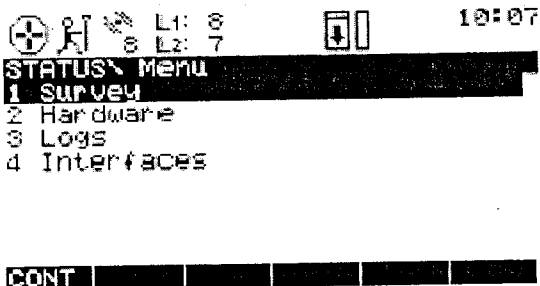 8 L1: 8 10:07
L2: 7
STATUS\ Menu
1 Survey
2 Hardware
3 Logs
4 Interfaces
CONT